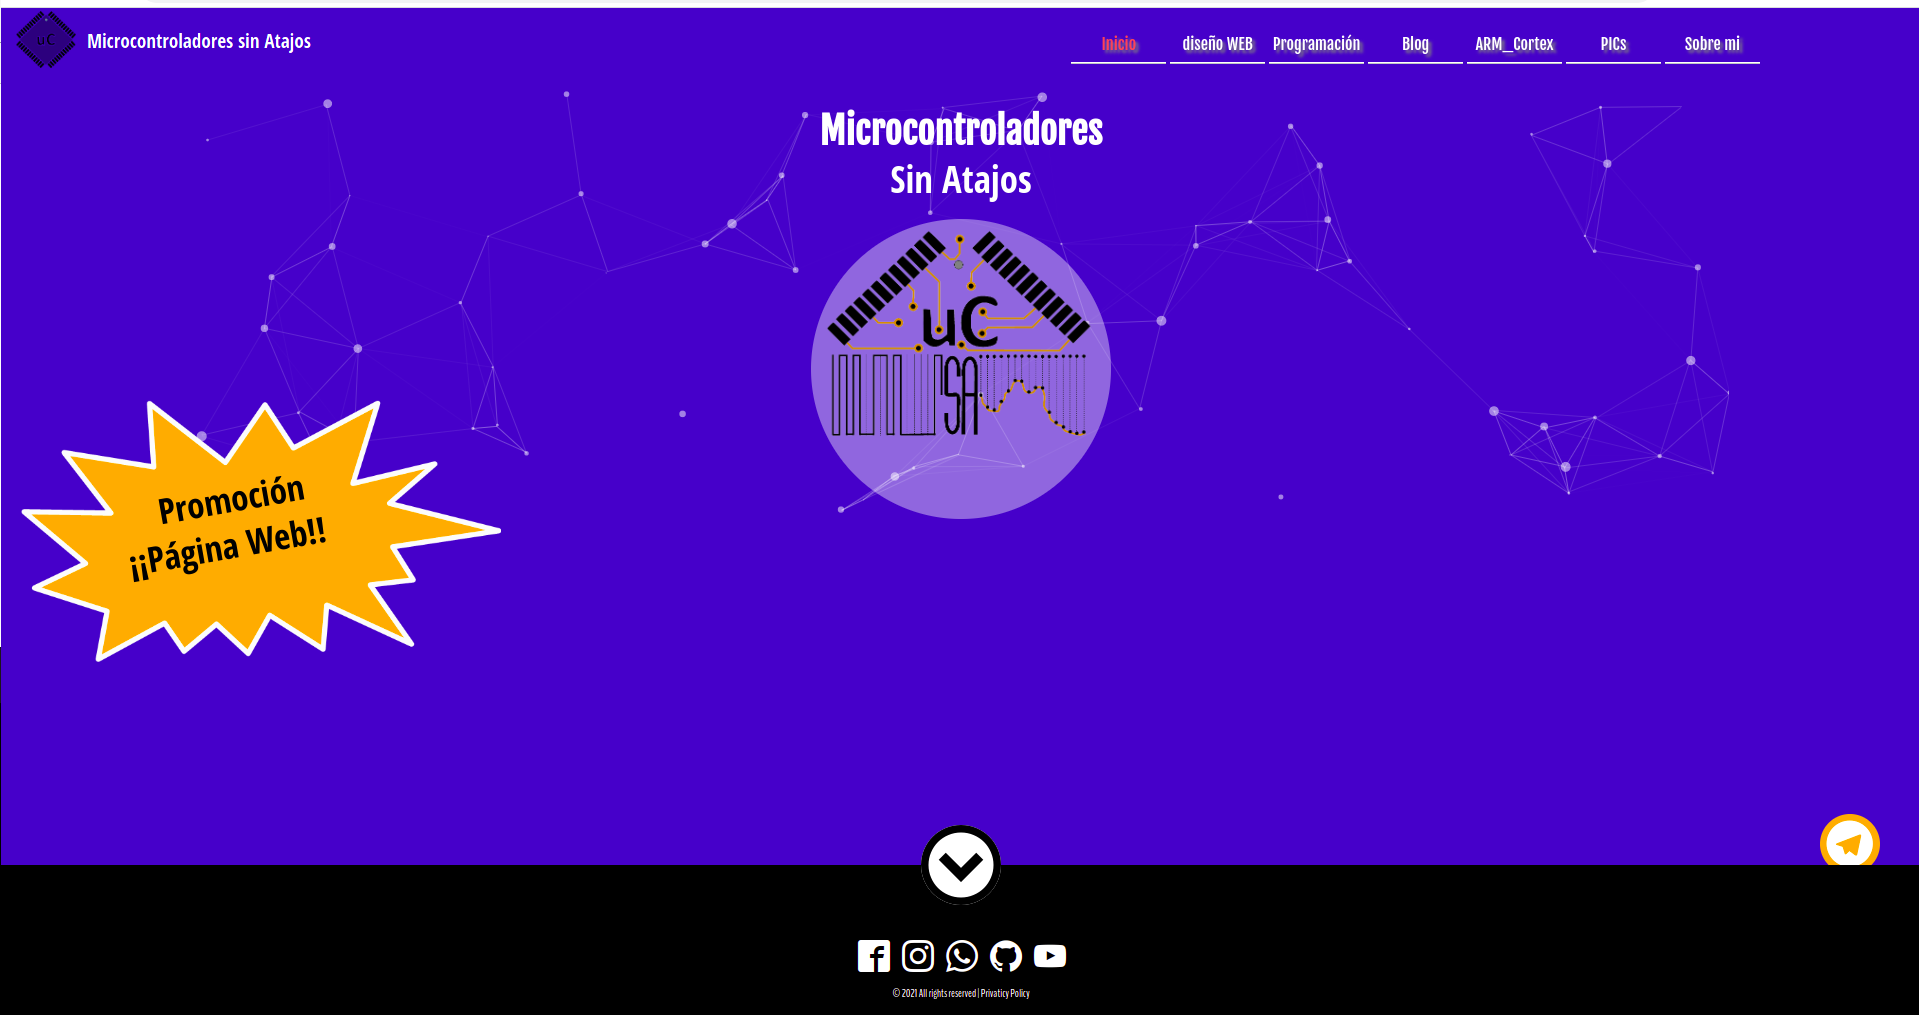 uC
Microcontroladores sin Atajos
Inicio
diseño WEB
Programación
Blog
ARM_Cortex
PICs
Sobre mi
Microcontroladores
Sin Atajos
uC
SA
Promoción
¡¡Página Web!!
© 2021 All rights reserved | Privaticy Policy